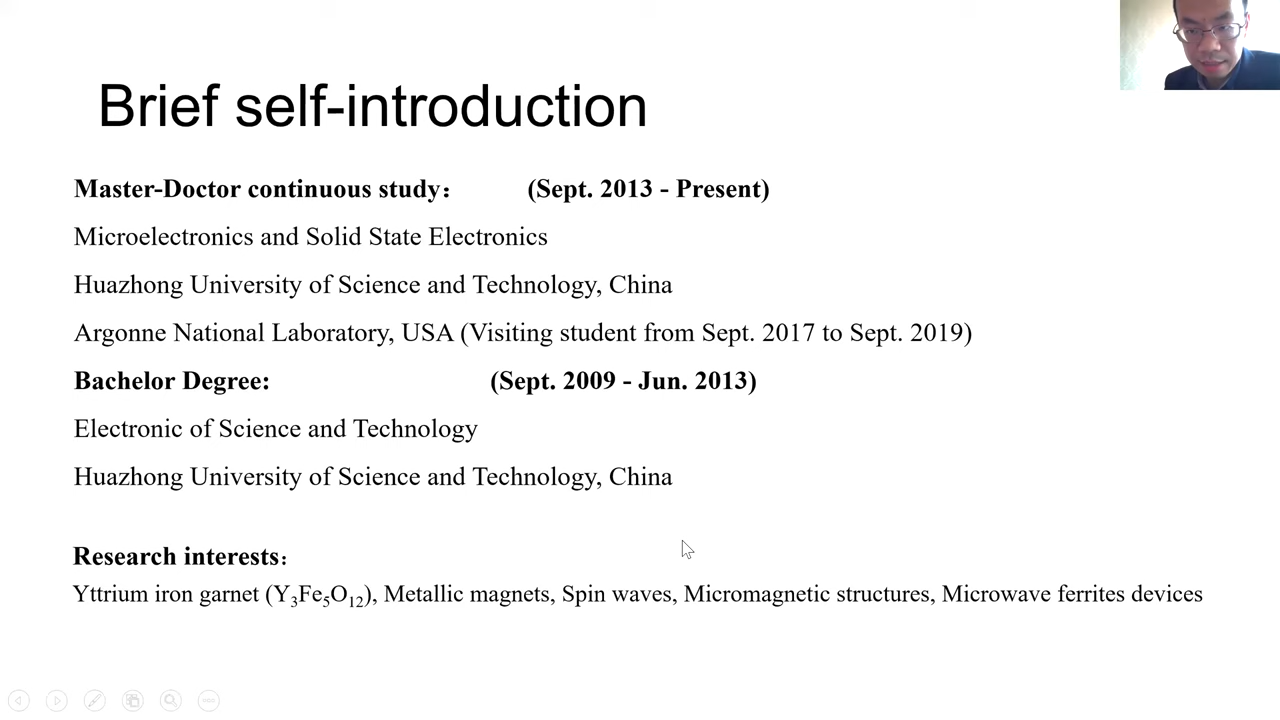 Brief self-introduction
Master-Doctor continuous study： (Sept. 2013 - Present)
Microelectronics and Solid State Electronics
Huazhong University of Science and Technology, China
Argonne National Laboratory, USA (Visiting student from Sept. 2017 to Sept. 2019)
Bachelor Degree: (Sept. 2009 - Jun. 2013)
Electronic of Science and Technology
Huazhong University of Science and Technology, China
Research interests：
Yttrium iron garnet (Y₃Fe₅O₁₂), Metallic magnets, Spin waves, Micromagnetic structures, Microwave ferrites devices